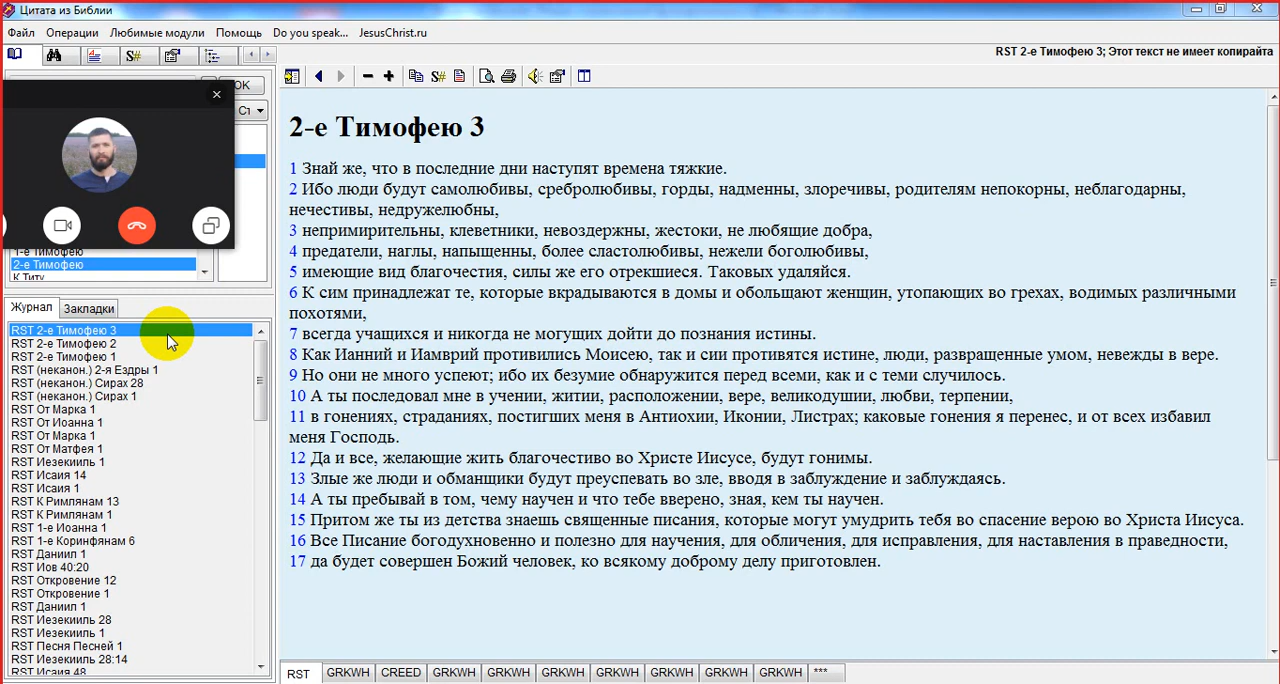 Цитата из Библии
Файл Операции Любимые модули Помощь Do you speak... JesusChrist.ru
S#
RST 2-е Тимофею 3; Этот текст не имеет копирайта
S#
OK
Ст
1-е Тимофею
2-е Тимофею
К Титу
Журнал Закладки
RST 2-е Тимофею 3
RST 2-е Тимофею 2
RST 2-е Тимофею 1
RST (неканон.) 2-я Ездры 1
RST (неканон.) Сирах 28
RST (неканон.) Сирах 1
RST От Марка 1
RST От Иоанна 1
RST От Марка 1
RST От Матфея 1
RST Иезекииль 1
RST Исаия 14
RST Исаия 1
RST К Римлянам 13
RST К Римлянам 1
RST 1-е Иоанна 1
RST 1-е Коринфянам 6
RST Даниил 1
RST Иов 40:20
RST Откровение 12
RST Откровение 1
RST Даниил 1
RST Иезекииль 28
RST Иезекииль 1
RST Песня Песней 1
RST Иезекииль 28:14
RST Исаия 48
2-е Тимофею 3
1 Знай же, что в последние дни наступят времена тяжкие.
2 Ибо люди будут самолюбивы, сребролюбивы, горды, надменны, злоречивы, родителям непокорны, неблагодарны,
нечестивы, недружелюбны,
3 непримирительны, клеветники, невоздержны, жестоки, не любящие добра,
4 предатели, наглы, напыщенны, более сластолюбивы, нежели боголюбивы,
5 имеющие вид благочестия, силы же его отрекшиеся. Таковых удаляйся.
6 К сим принадлежат те, которые вкрадываются в домы и обольщают женщин, утопающих во грехах, водимых различными
похотями,
7 всегда учащихся и никогда не могущих дойти до познания истины.
8 Как Ианний и Иамврий противились Моисею, так и сии противятся истине, люди, развращенные умом, невежды в вере.
9 Но они не много успеют; ибо их безумие обнаружится перед всеми, как и с теми случилось.
10 А ты последовал мне в учении, житии, расположении, вере, великодушии, любви, терпении,
11 в гонениях, страданиях, постигших меня в Антиохии, Иконии, Листрах; каковые гонения я перенес, и от всех избавил
меня Господь.
12 Да и все, желающие жить благочестиво во Христе Иисусе, будут гонимы.
13 Злые же люди и обманщики будут преуспевать во зле, вводя в заблуждение и заблуждаясь.
14 А ты пребывай в том, чему научен и что тебе вверено, зная, кем ты научен.
15 Притом же ты из детства знаешь священные писания, которые могут умудрить тебя во спасение верою во Христа Иисуса.
16 Все Писание богодухновенно и полезно для научения, для обличения, для исправления, для наставления в праведности,
17 да будет совершен Божий человек, ко всякому доброму делу приготовлен.
RST GRKWH CREED GRKWH GRKWH GRKWH GRKWH GRKWH GRKWH GRKWH ***